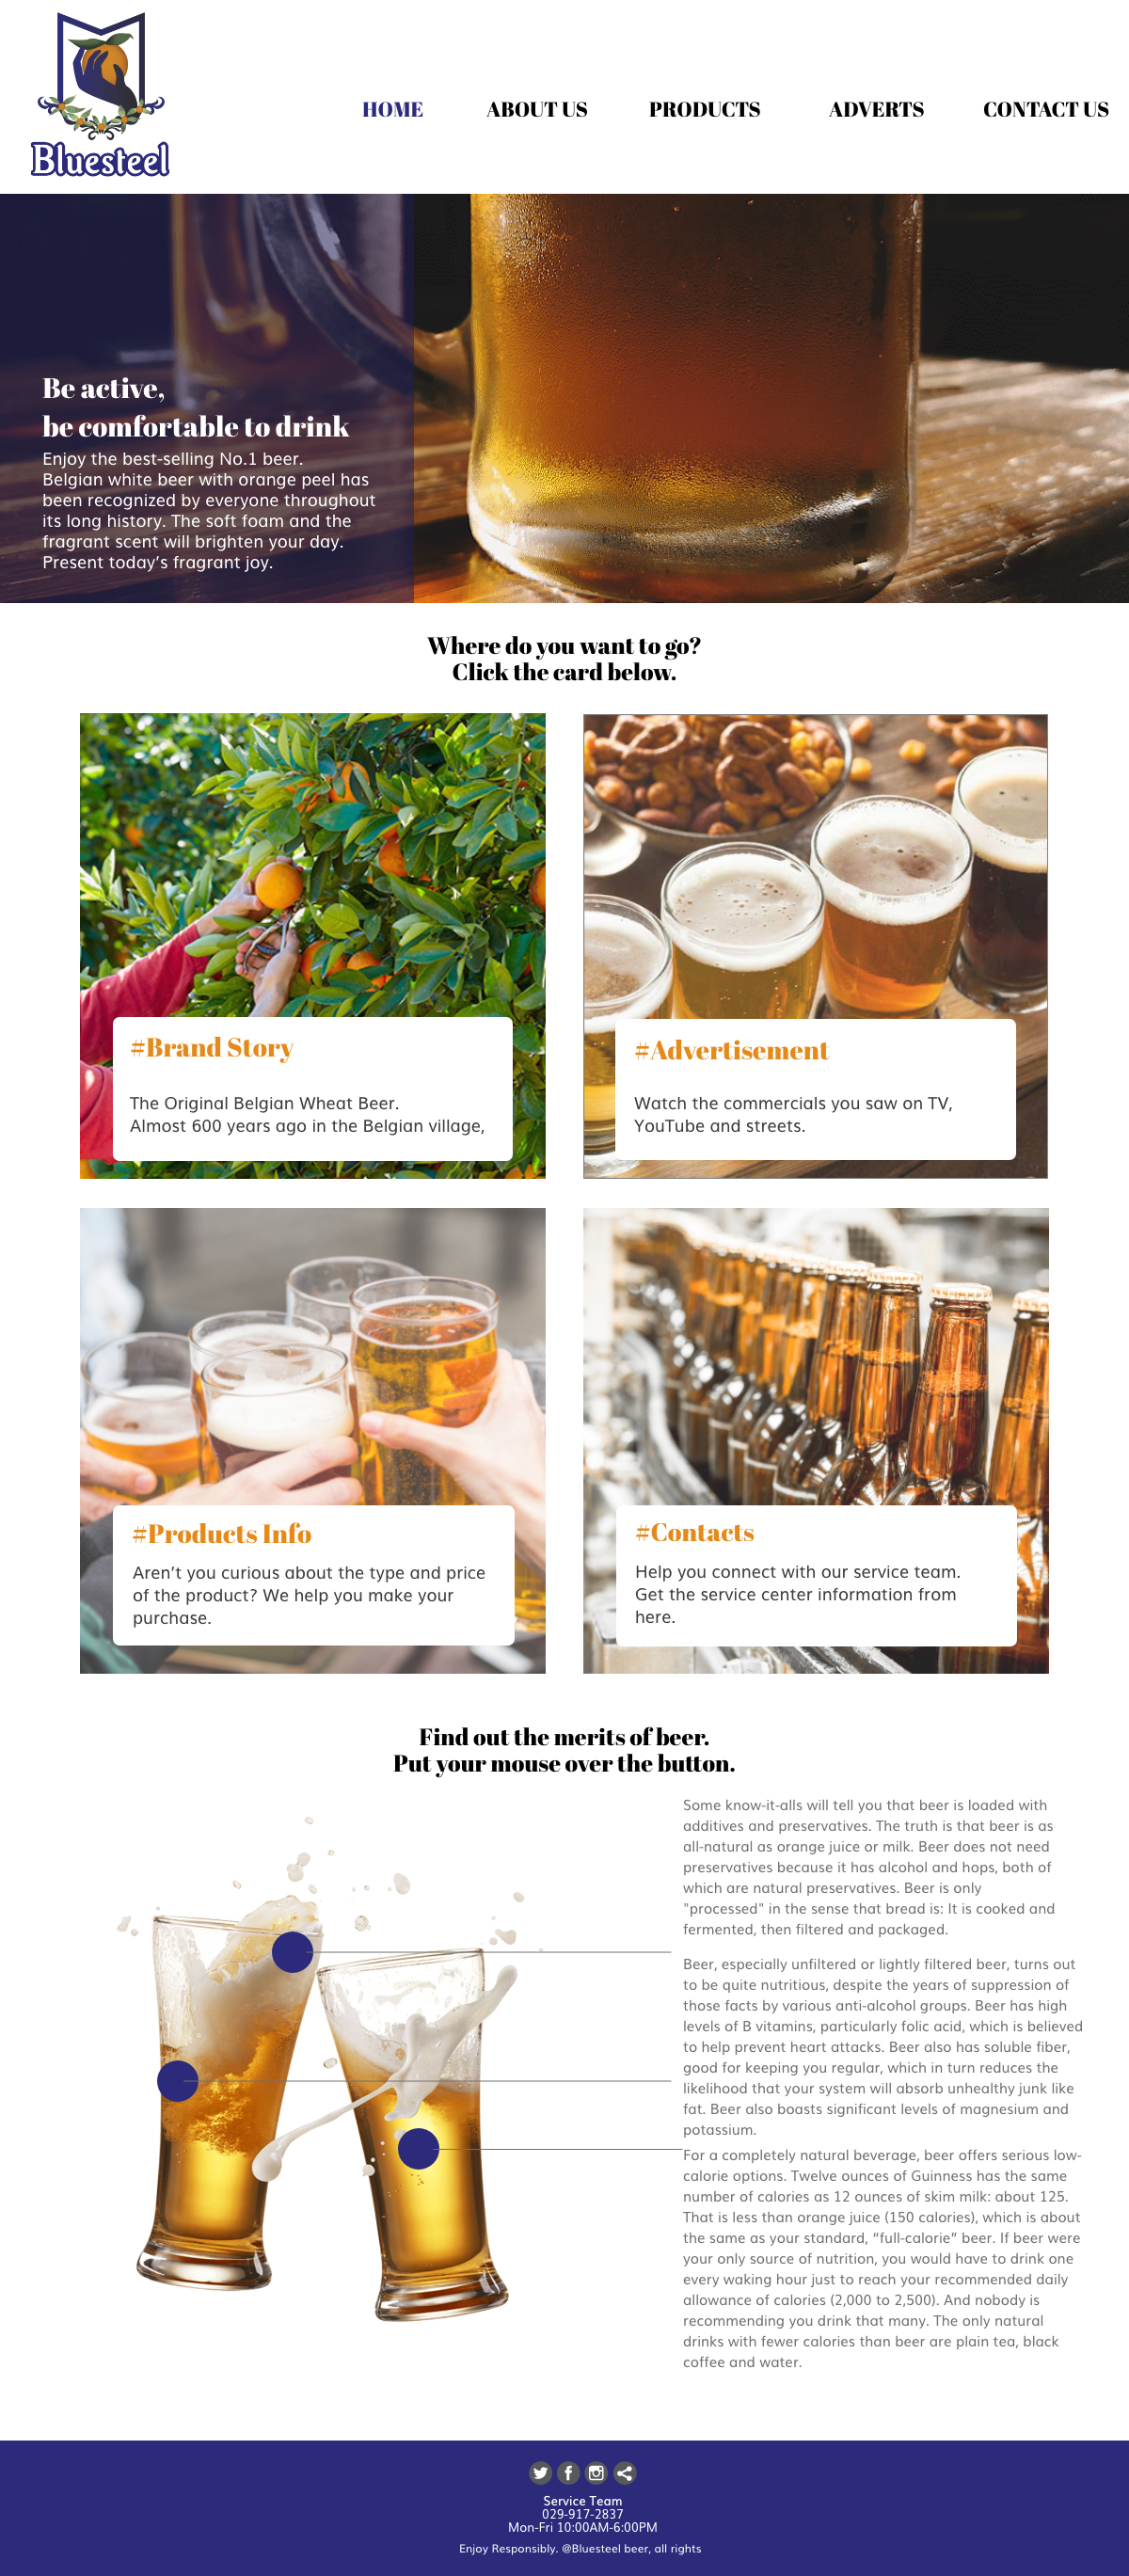 Bluesteel
HOME
ABOUT US
PRODUCTS
ADVERTS
CONTACT US
Be active,
be comfortable to drink
Enjoy the best-selling No.1 beer.
Belgian white beer with orange peel has
been recognized by everyone throughout
its long history. The soft foam and the
fragrant scent will brighten your day.
Present today’s fragrant joy.
Where do you want to go?
Click the card below.
#Brand Story
The Original Belgian Wheat Beer.
Almost 600 years ago in the Belgian village,
#Advertisement
Watch the commercials you saw on TV,
YouTube and streets.
#Products Info
Aren’t you curious about the type and price
of the product? We help you make your
purchase.
#Contacts
Help you connect with our service team.
Get the service center information from
here.
Find out the merits of beer.
Put your mouse over the button.
Some know-it-alls will tell you that beer is loaded with
additives and preservatives. The truth is that beer is as
all-natural as orange juice or milk. Beer does not need
preservatives because it has alcohol and hops, both of
which are natural preservatives. Beer is only
"processed" in the sense that bread is: It is cooked and
fermented, then filtered and packaged.
Beer, especially unfiltered or lightly filtered beer, turns out
to be quite nutritious, despite the years of suppression of
those facts by various anti-alcohol groups. Beer has high
levels of B vitamins, particularly folic acid, which is believed
to help prevent heart attacks. Beer also has soluble fiber,
good for keeping you regular, which in turn reduces the
likelihood that your system will absorb unhealthy junk like
fat. Beer also boasts significant levels of magnesium and
potassium.
For a completely natural beverage, beer offers serious low-
calorie options. Twelve ounces of Guinness has the same
number of calories as 12 ounces of skim milk: about 125.
That is less than orange juice (150 calories), which is about
the same as your standard, “full-calorie” beer. If beer were
your only source of nutrition, you would have to drink one
every waking hour just to reach your recommended daily
allowance of calories (2,000 to 2,500). And nobody is
recommending you drink that many. The only natural
drinks with fewer calories than beer are plain tea, black
coffee and water.
Service Team
029-917-2837
Mon-Fri 10:00AM-6:00PM
Enjoy Responsibly. @Bluesteel beer, all rights